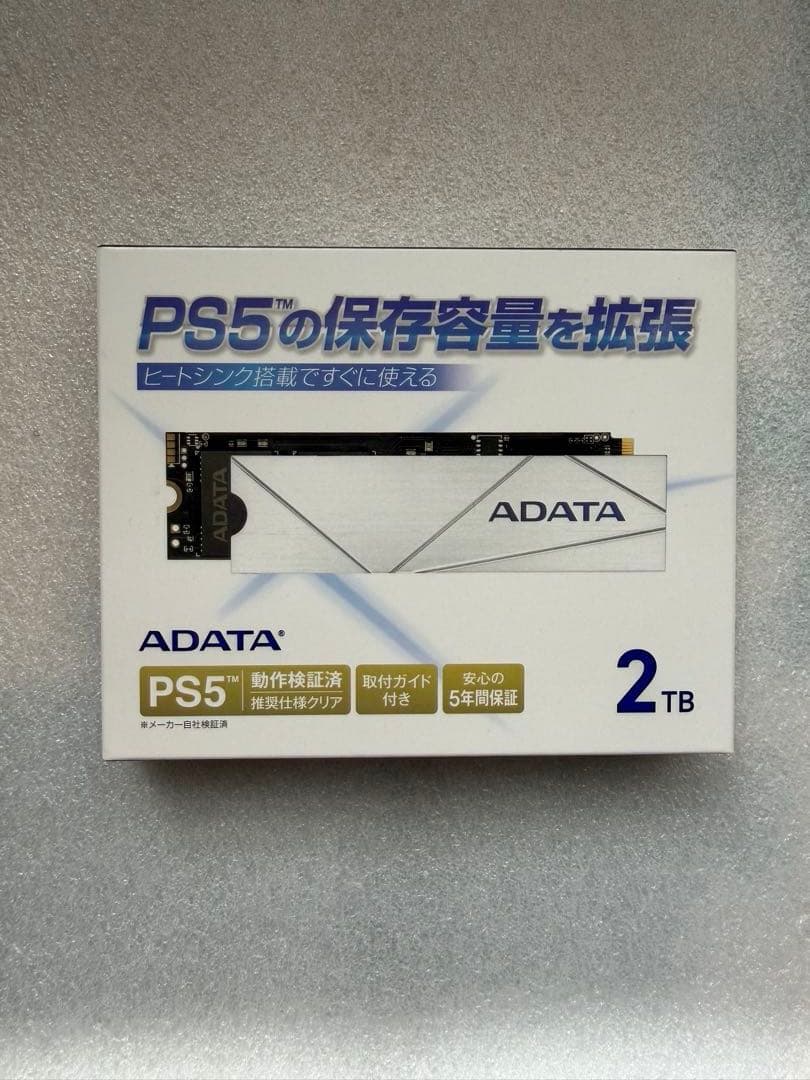 PS5™の保存容量を拡張
ヒートシンク搭載ですぐに使える
ADATA
ADATA
ADATA®
PS5™ 動作検証済
推奨仕様クリア
取付ガイド
付き
安心の
5年間保証
※メーカー自社検証済
2TB